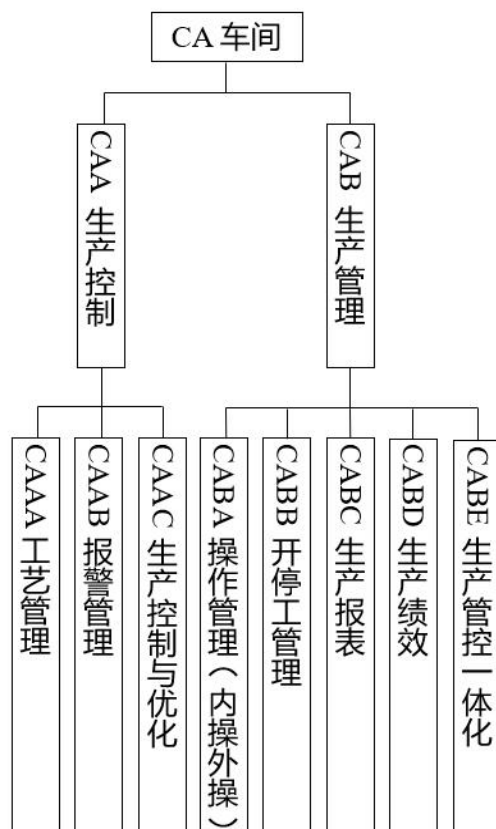 CA 车间
CAA 生产控制
CAB 生产管理
CAAA 工艺管理
CAAB 报警管理
CAAC 生产控制与优化
CABA 操作管理（内操外操）
CABB 开停工管理
CABC 生产报表
CABD 生产绩效
CABE 生产管控一体化